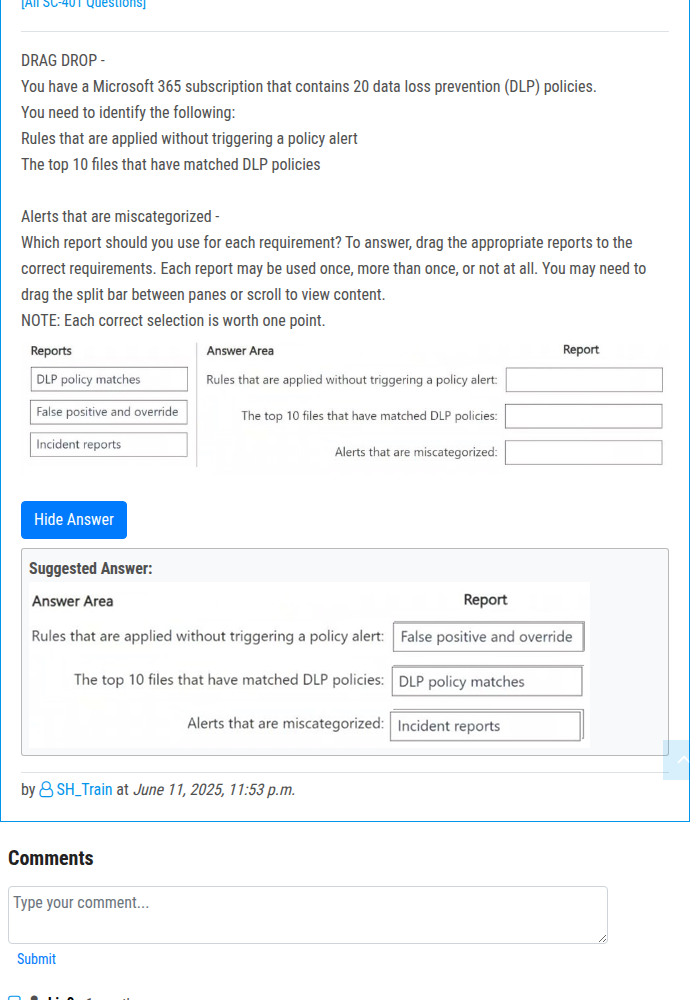 [All SC-401 Questions]
DRAG DROP -
You have a Microsoft 365 subscription that contains 20 data loss prevention (DLP) policies.
You need to identify the following:
Rules that are applied without triggering a policy alert
The top 10 files that have matched DLP policies
Alerts that are miscategorized -
Which report should you use for each requirement? To answer, drag the appropriate reports to the
correct requirements. Each report may be used once, more than once, or not at all. You may need to
drag the split bar between panes or scroll to view content.
NOTE: Each correct selection is worth one point.
Reports
DLP policy matches
False positive and override
Incident reports
Answer Area
Report
Rules that are applied without triggering a policy alert:
The top 10 files that have matched DLP policies:
Alerts that are miscategorized:
Hide Answer
Suggested Answer:
Answer Area
Report
Rules that are applied without triggering a policy alert:
False positive and override
The top 10 files that have matched DLP policies:
DLP policy matches
Alerts that are miscategorized:
Incident reports
by SH_Train at June 11, 2025, 11:53 p.m.
Comments
Type your comment...
Submit